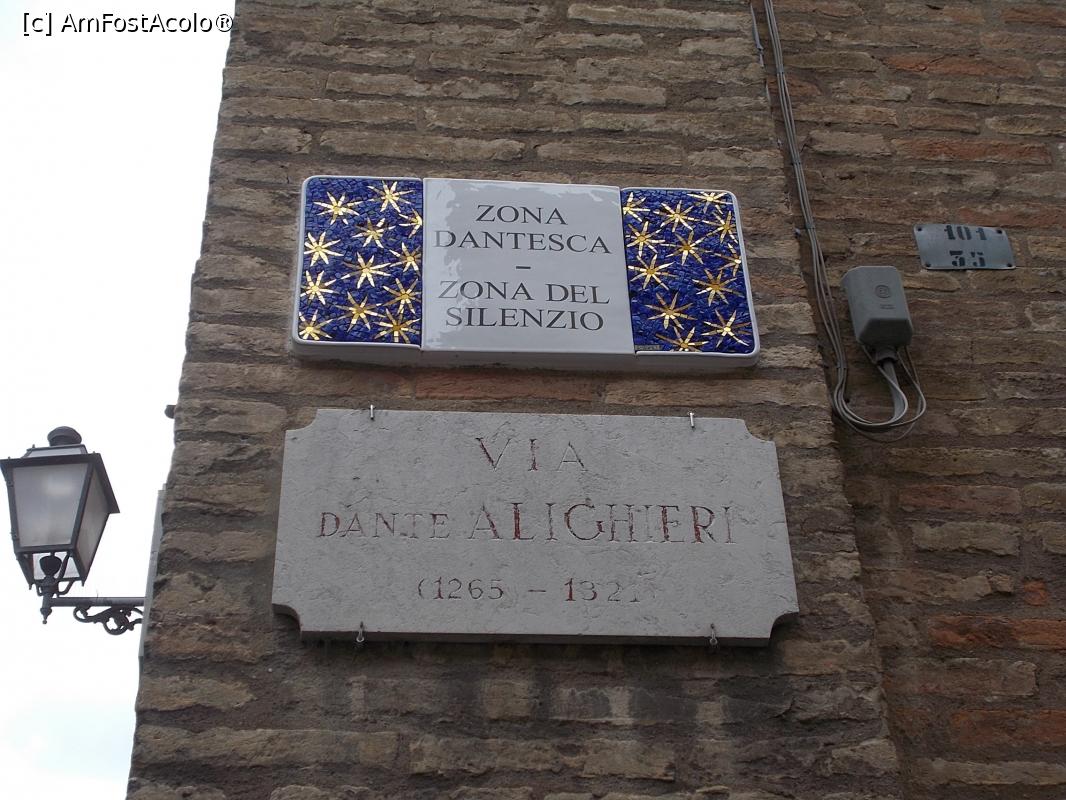 [c] AmFostAcolo®
ZONA
DANTESCA
-
ZONA DEL
SILENZIO
101
35
VIA
DANTE ALIGHIERI
(1265 - 1321)